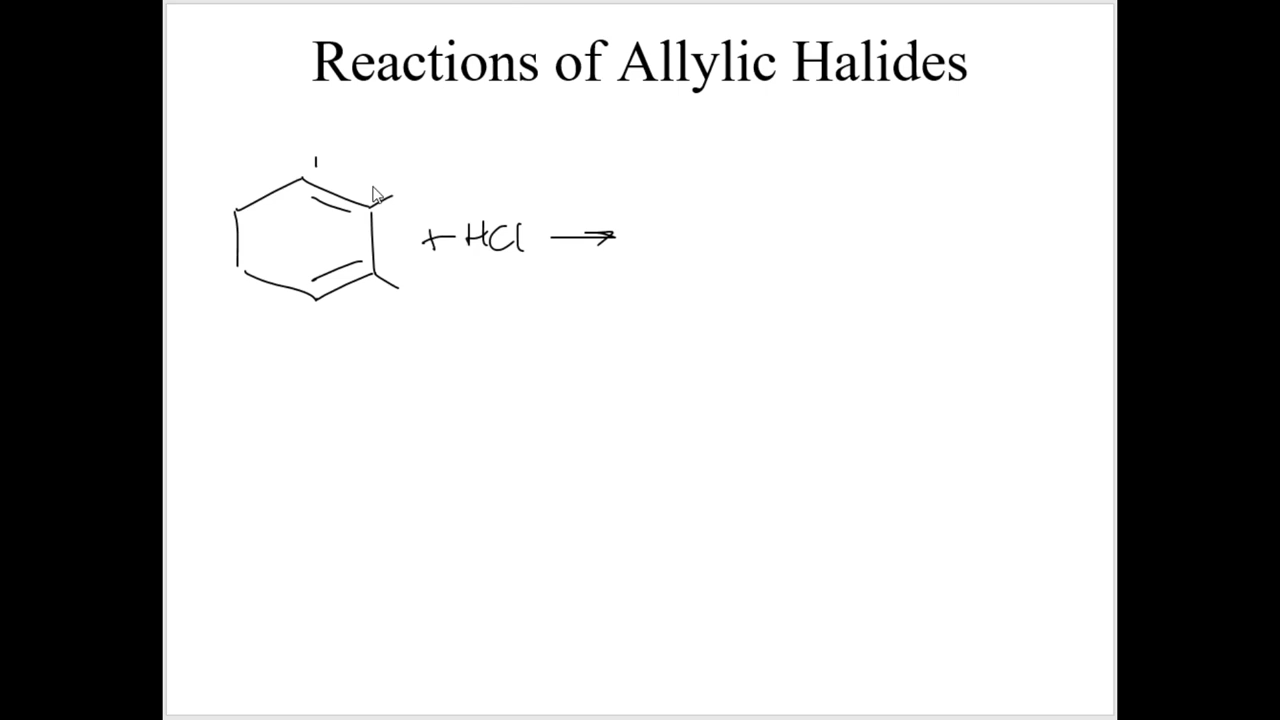 Reactions of Allylic Halides
+ HCl →